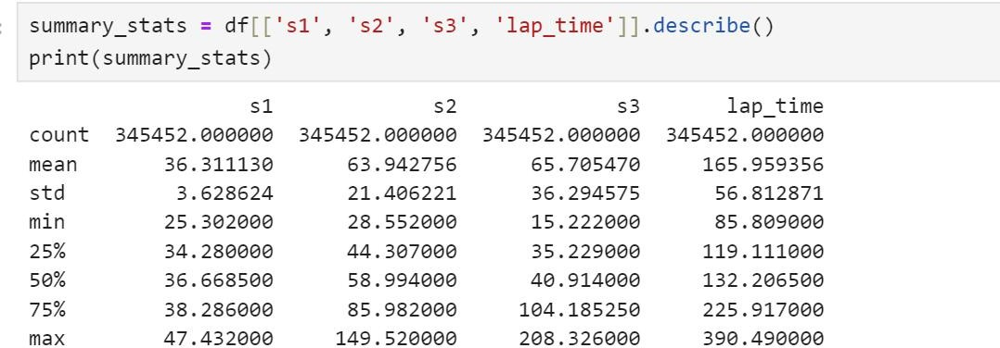 summary_stats = df[['s1', 's2', 's3', 'lap_time']].describe()
print(summary_stats)
s1 s2 s3 lap_time
count 345452.000000 345452.000000 345452.000000 345452.000000
mean 36.311130 63.942756 65.705470 165.959356
std 3.628624 21.406221 36.294575 56.812871
min 25.302000 28.552000 15.222000 85.809000
25% 34.280000 44.307000 35.229000 119.111000
50% 36.668500 58.994000 40.914000 132.206500
75% 38.286000 85.982000 104.185250 225.917000
max 47.432000 149.520000 208.326000 390.490000